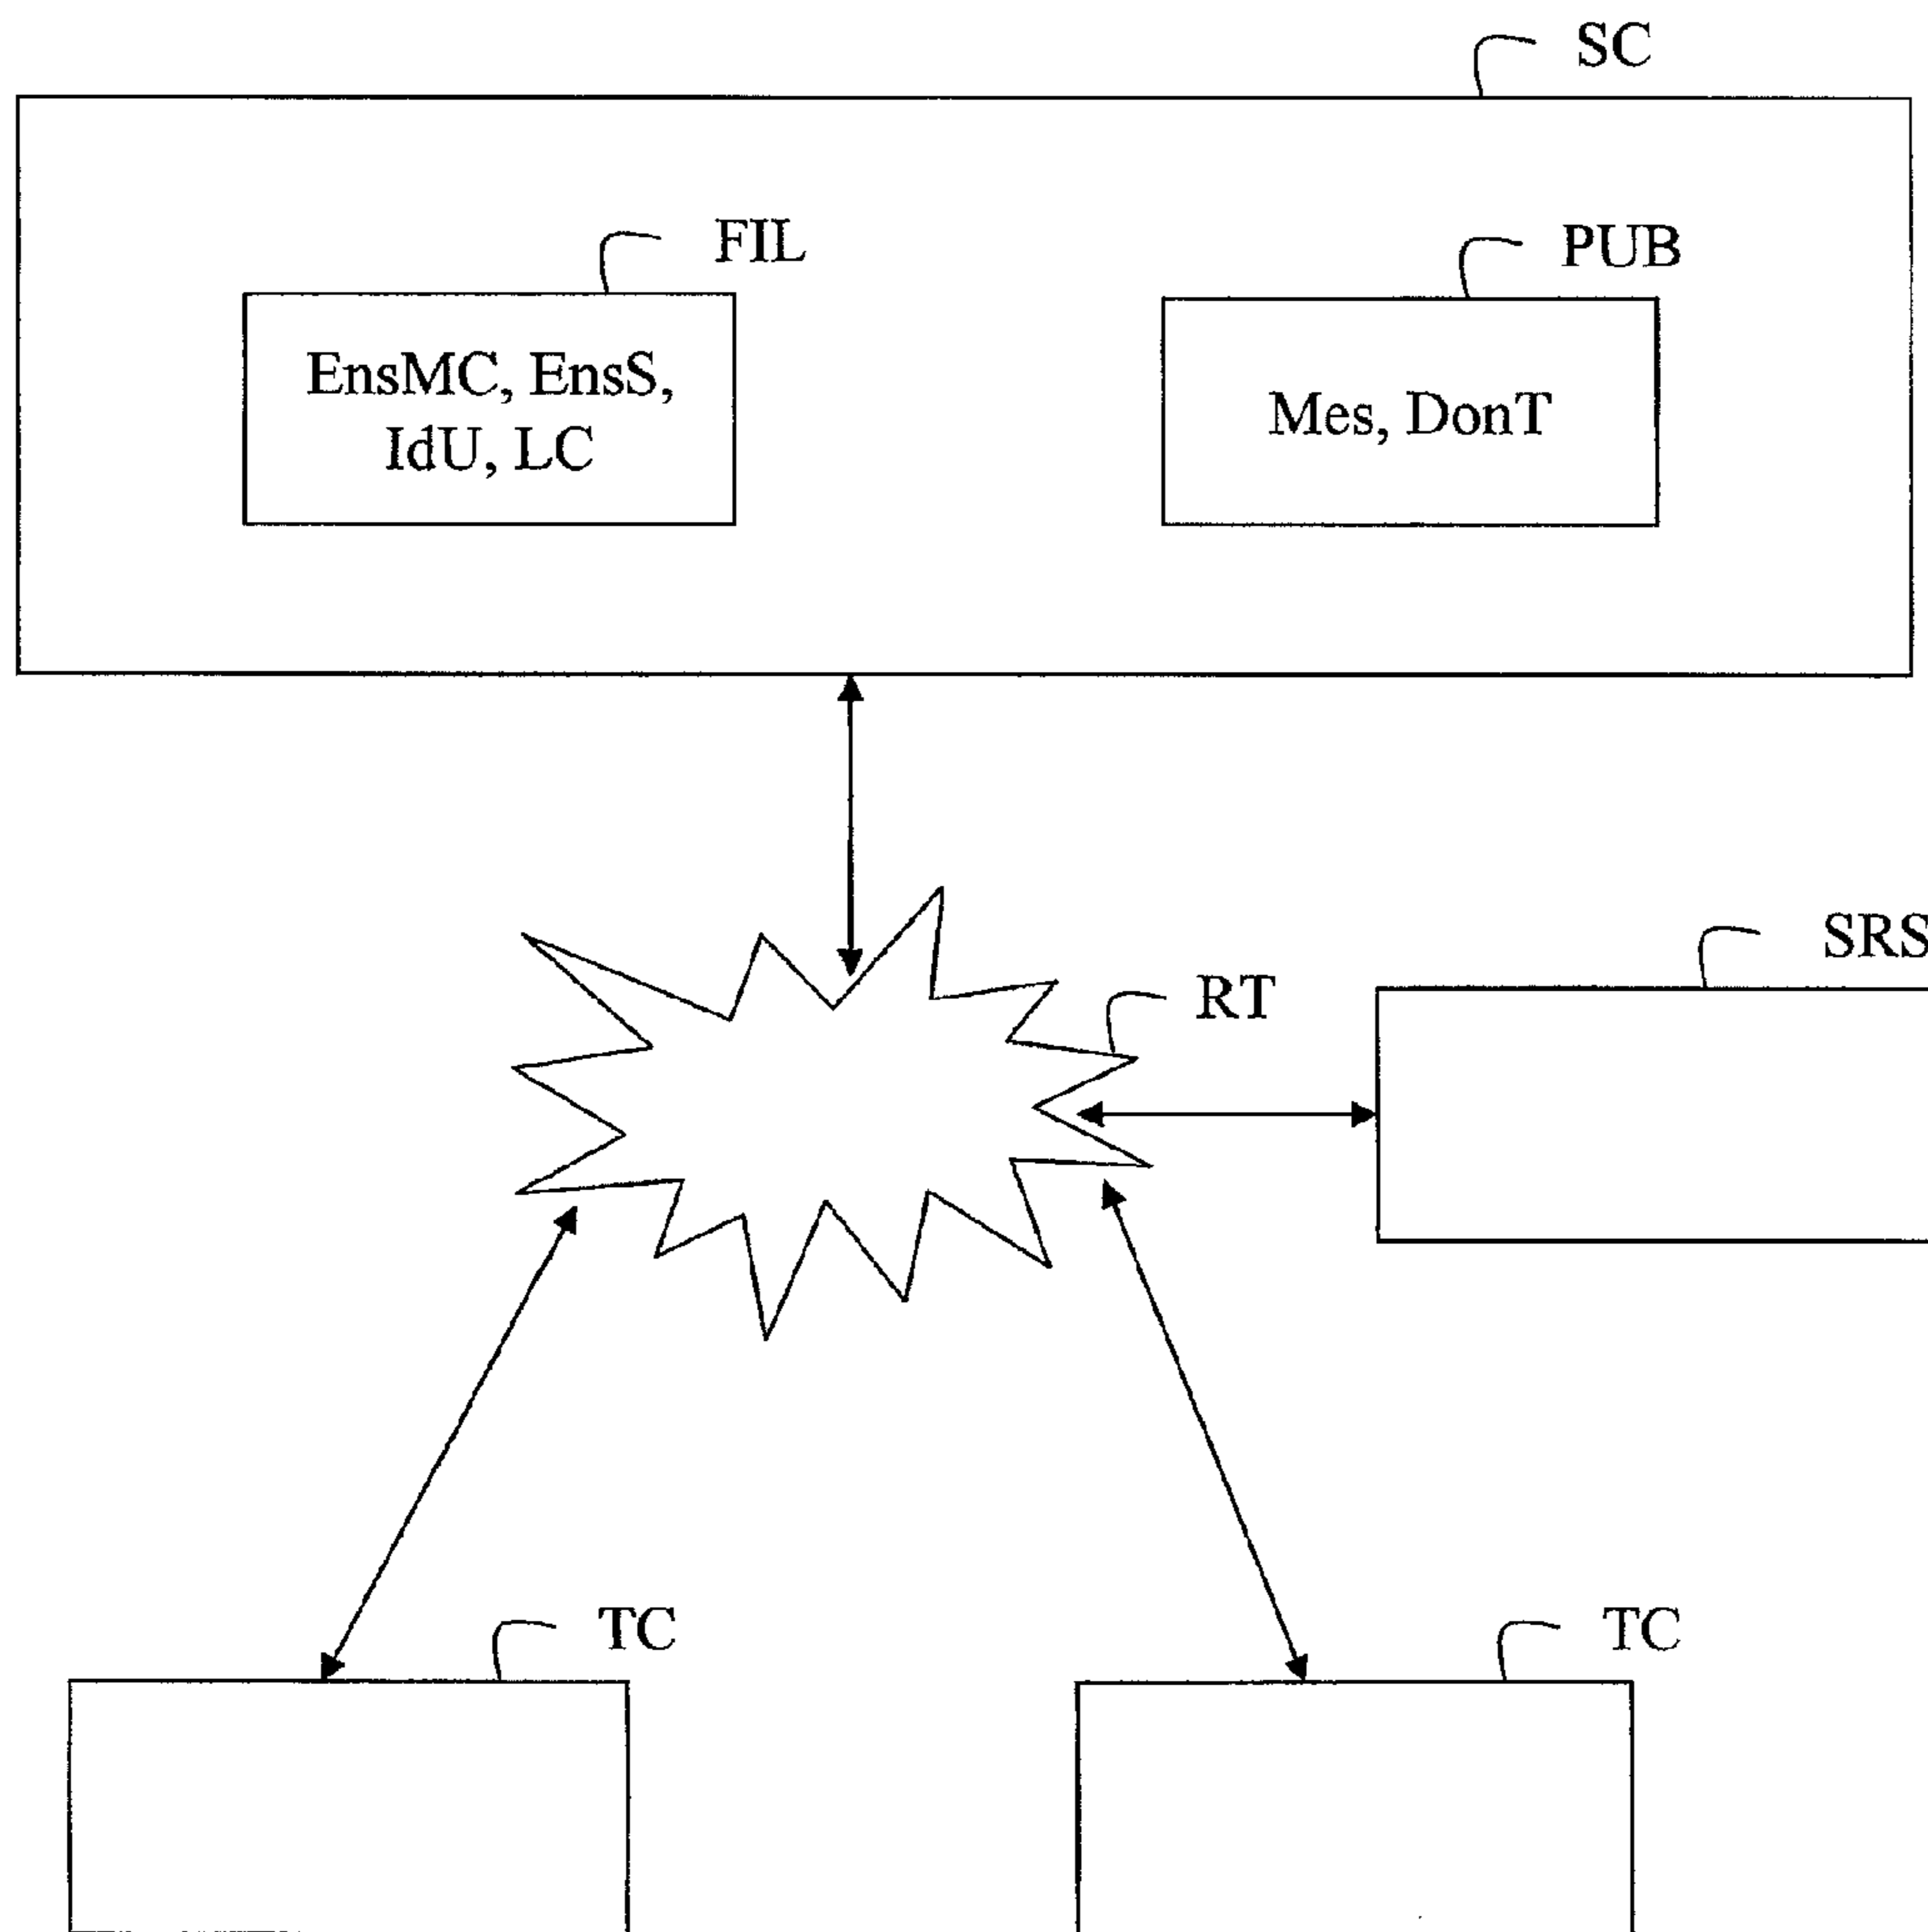 SC
FIL
PUB
EnsMC, EnsS,
IdU, LC
Mes, DonT
SRS
RT
TC
TC